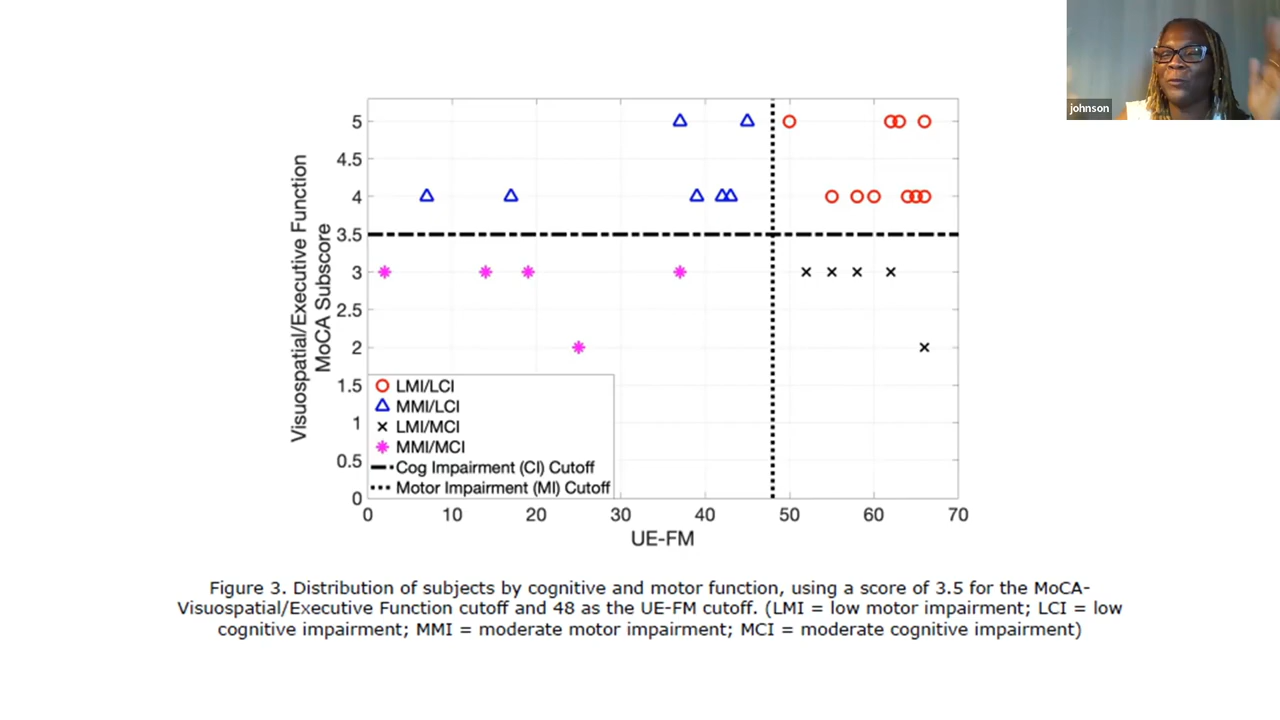 johnson
Visuospatial/Executive Function
MoCA Subscore
5
4.5
4
3.5
3
2.5
2
1.5
1
0.5
0
LMI/LCI
MMI/LCI
LMI/MCI
MMI/MCI
Cog Impairment (CI) Cutoff
Motor Impairment (MI) Cutoff
0 10 20 30 40 50 60 70
UE-FM
Figure 3. Distribution of subjects by cognitive and motor function, using a score of 3.5 for the MoCA-
Visuospatial/Executive Function cutoff and 48 as the UE-FM cutoff. (LMI = low motor impairment; LCI = low
cognitive impairment; MMI = moderate motor impairment; MCI = moderate cognitive impairment)